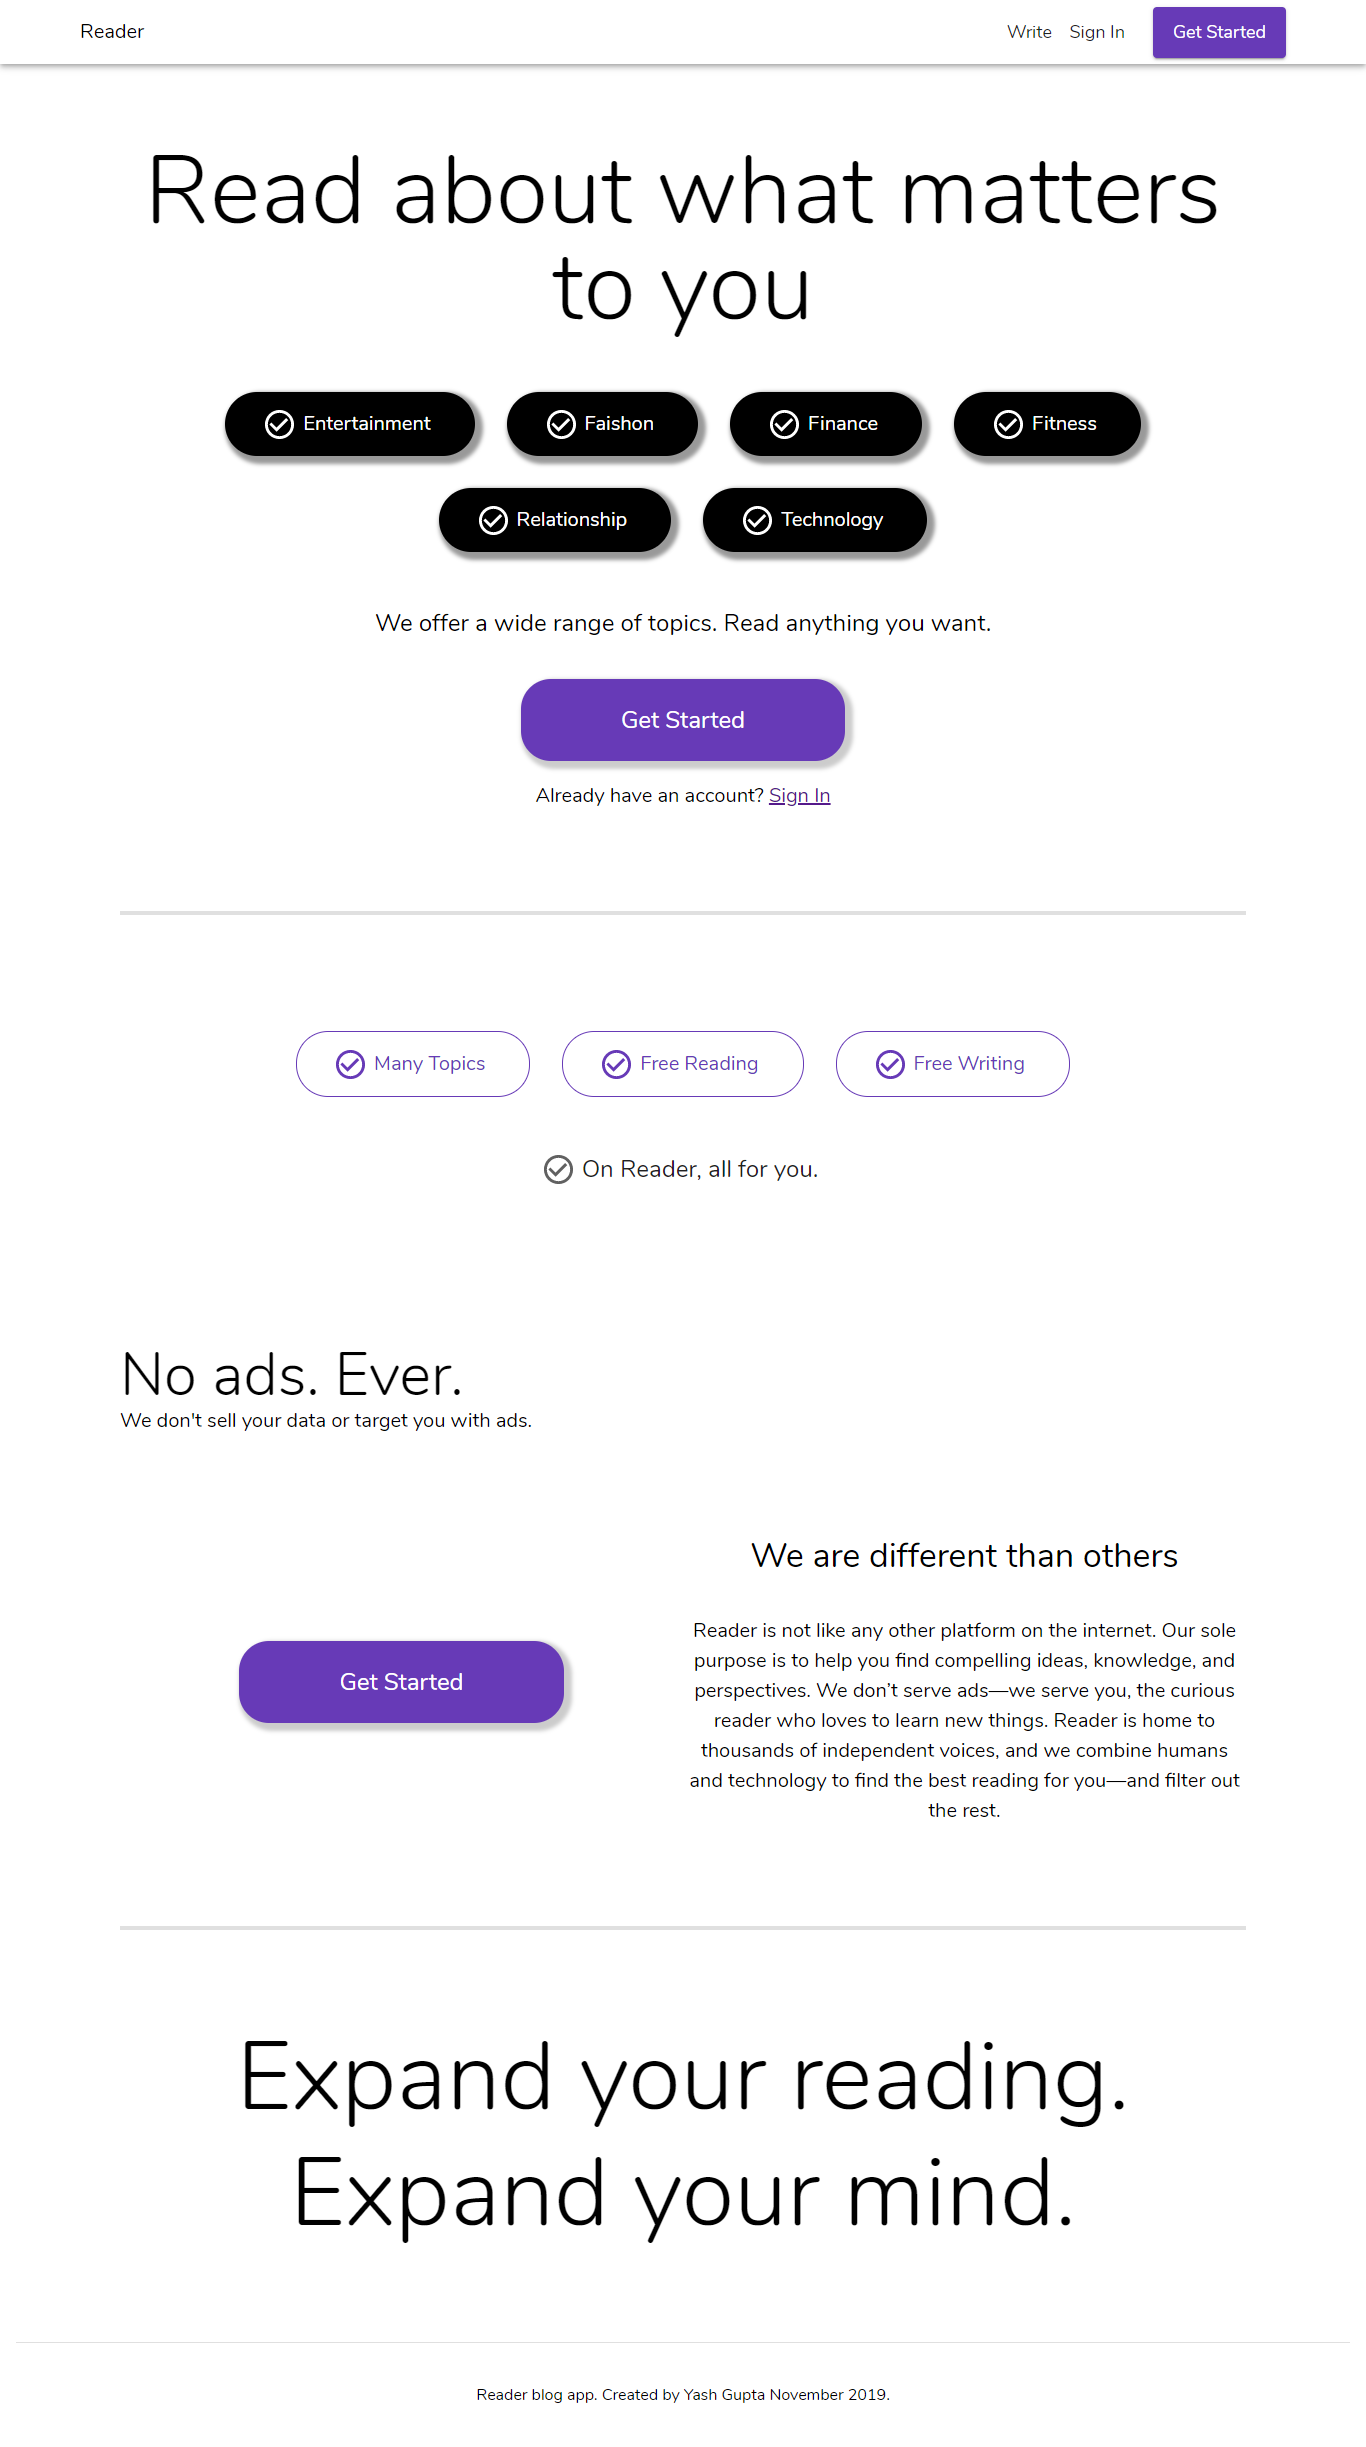 Reader
Write Sign In Get Started
Read about what matters
to you
Entertainment Faishon Finance Fitness
Relationship Technology
We offer a wide range of topics. Read anything you want.
Get Started
Already have an account? Sign In
Many Topics Free Reading Free Writing
On Reader, all for you.
No ads. Ever.
We don't sell your data or target you with ads.
Get Started
We are different than others
Reader is not like any other platform on the internet. Our sole
purpose is to help you find compelling ideas, knowledge, and
perspectives. We don’t serve ads—we serve you, the curious
reader who loves to learn new things. Reader is home to
thousands of independent voices, and we combine humans
and technology to find the best reading for you—and filter out
the rest.
Expand your reading.
Expand your mind.
Reader blog app. Created by Yash Gupta November 2019.